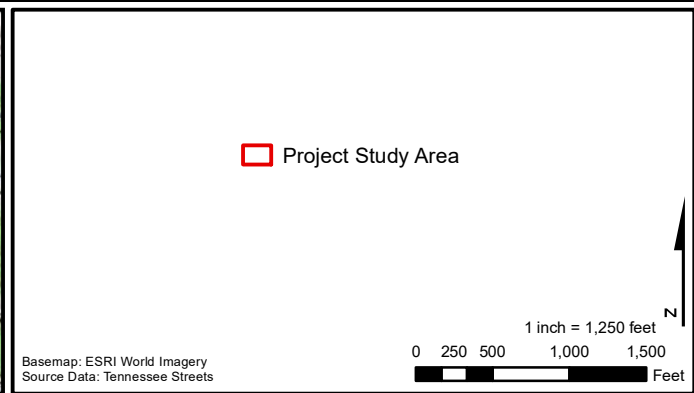 Project Study Area
N
1 inch = 1,250 feet
0 250 500 1,000 1,500
Feet
Basemap: ESRI World Imagery
Source Data: Tennessee Streets